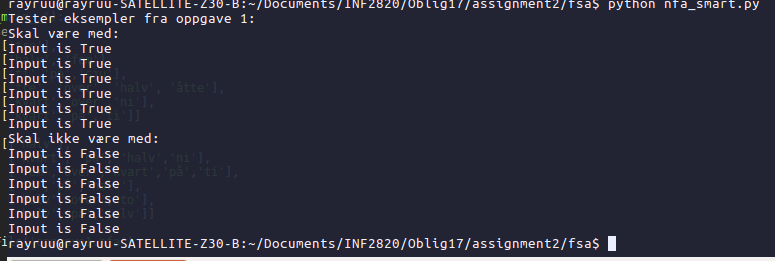 rayruu@rayruu-SATELLITE-Z30-B:~/Documents/INF2820/Oblig17/assignment2/fsa$ python nfa_smart.py
Tester eksempler fra oppgave 1:
Skal være med:
Input is True
Input is True
Input is True
Input is True
Input is True
Input is True
Skal ikke være med:
Input is False
Input is False
Input is False
Input is False
Input is False
Input is False
rayruu@rayruu-SATELLITE-Z30-B:~/Documents/INF2820/Oblig17/assignment2/fsa$